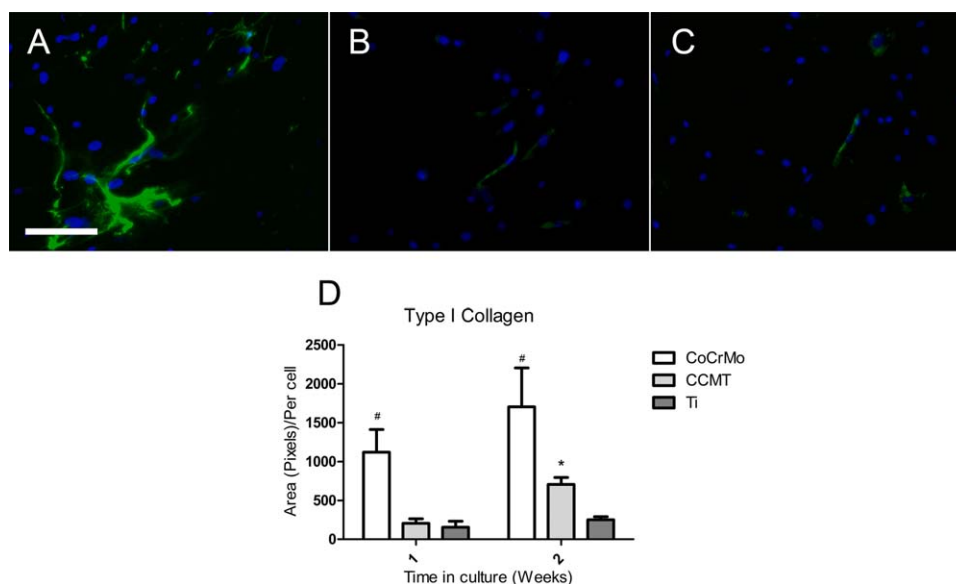 A
B
C
D
Type I Collagen
Area (Pixels)/Per cell
2500
2000
1500
1000
500
0
#
#
*
1
2
Time in culture (Weeks)
CoCrMo
CCMT
Ti